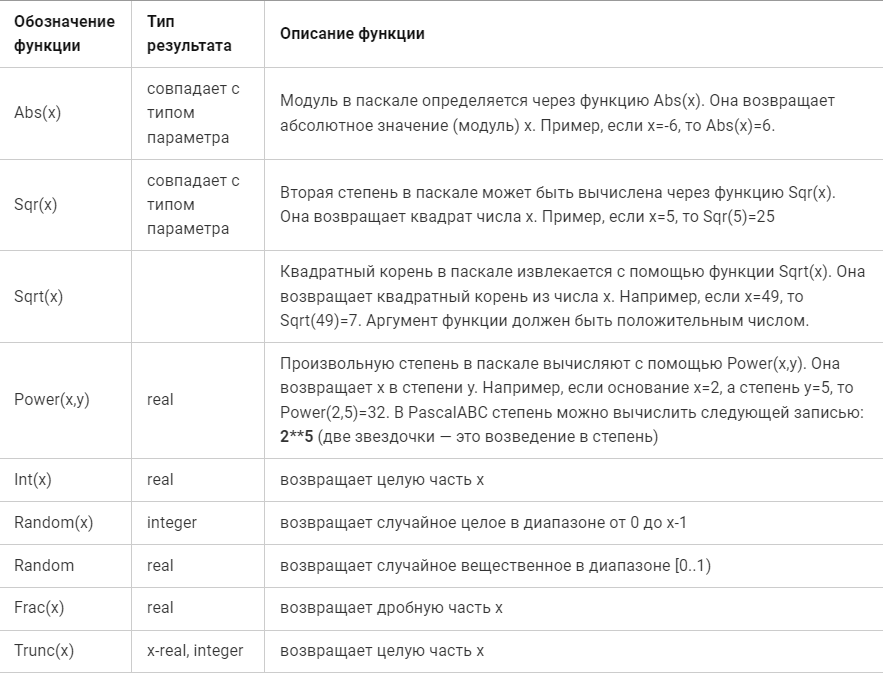 Обозначение
функции
Тип
результата
Описание функции
Abs(x)
совпадает с
типом
параметра
Модуль в паскале определяется через функцию Abs(x). Она возвращает
абсолютное значение (модуль) x. Пример, если x=-6, то Abs(x)=6.
Sqr(x)
совпадает с
типом
параметра
Вторая степень в паскале может быть вычислена через функцию Sqr(x).
Она возвращает квадрат числа x. Пример, если x=5, то Sqr(5)=25
Sqrt(x)
Квадратный корень в паскале извлекается с помощью функции Sqrt(x). Она
возвращает квадратный корень из числа x. Например, если x=49, то
Sqrt(49)=7. Аргумент функции должен быть положительным числом.
Power(x,y)
real
Произвольную степень в паскале вычисляют с помощью Power(x,y). Она
возвращает x в степени y. Например, если основание x=2, а степень y=5, то
Power(2,5)=32. В PascalABC степень можно вычислить следующей записью:
2**5 (две звездочки — это возведение в степень)
Int(x)
real
возвращает целую часть x
Random(x)
integer
возвращает случайное целое в диапазоне от 0 до x-1
Random
real
возвращает случайное вещественное в диапазоне [0..1)
Frac(x)
real
возвращает дробную часть x
Trunc(x)
x-real, integer
возвращает целую часть x